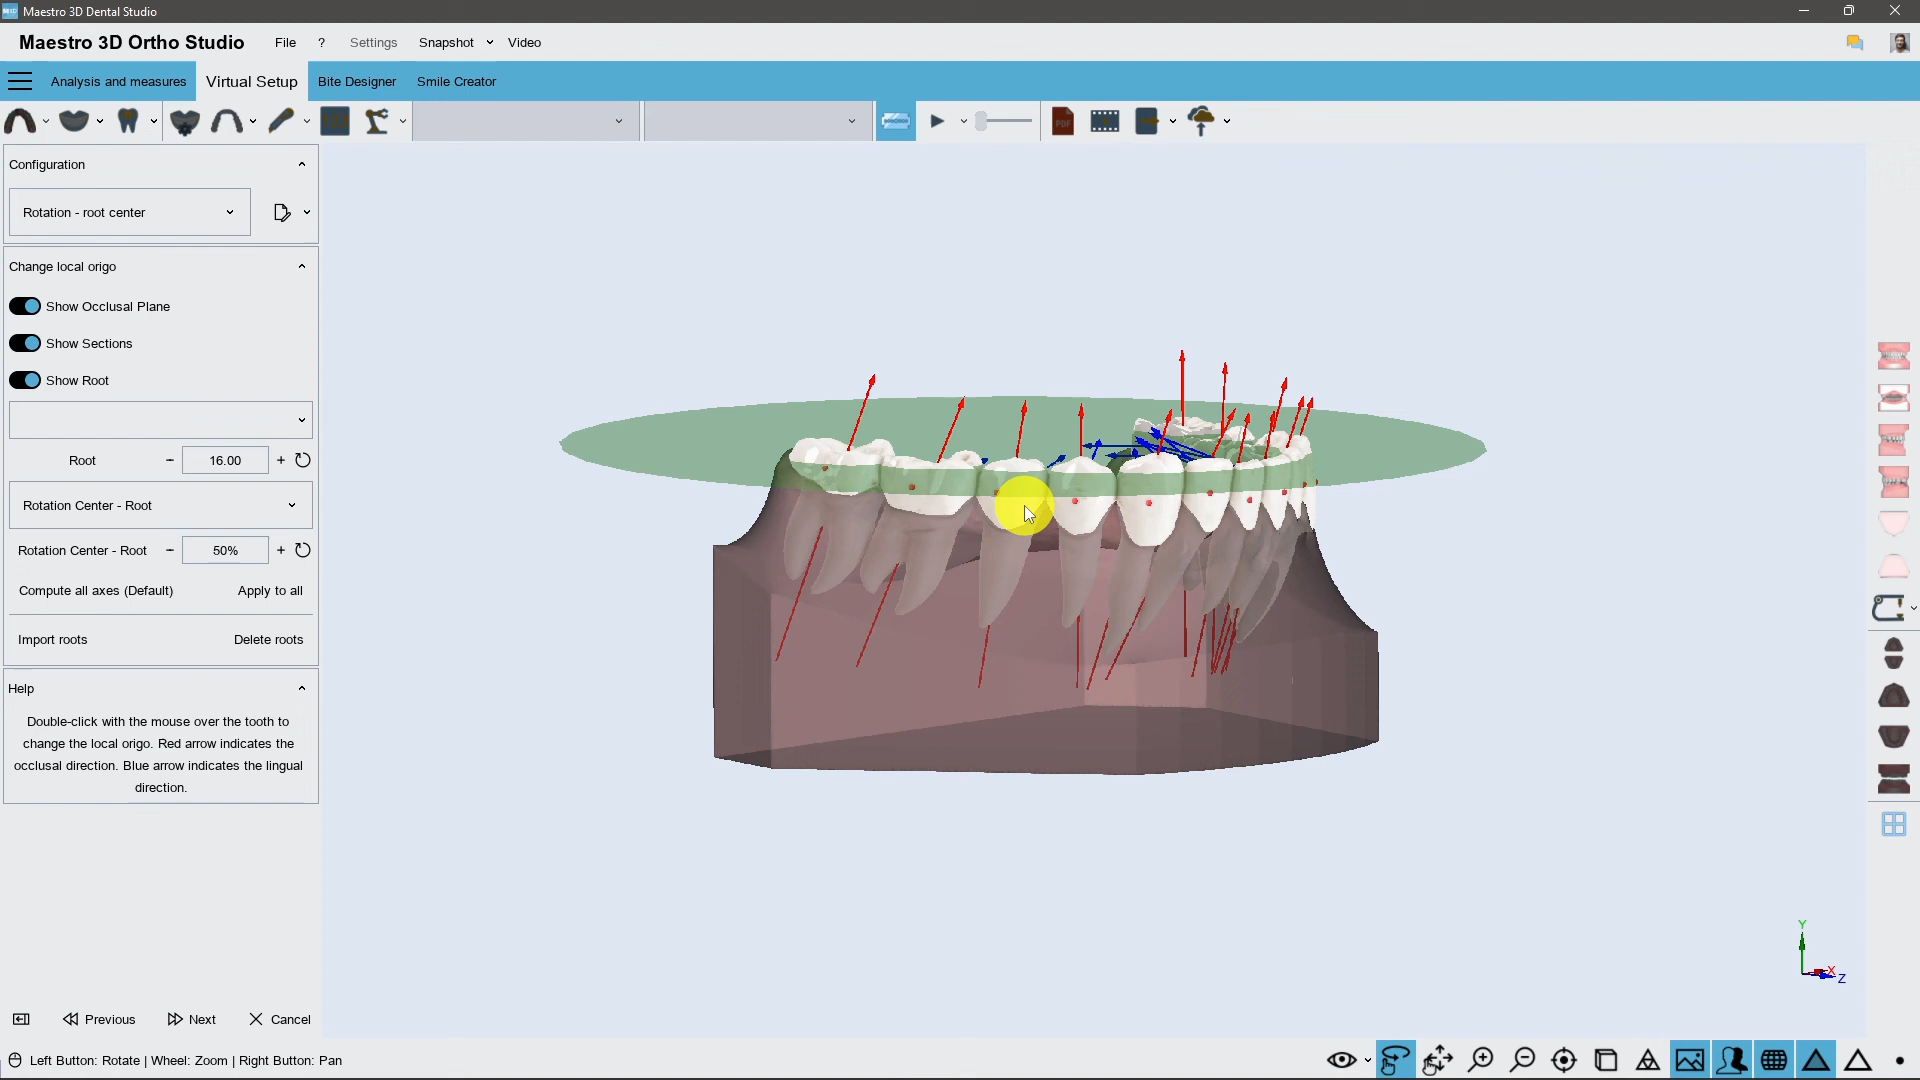 Maestro 3D Dental Studio
Maestro 3D Ortho Studio File ? Settings Snapshot Video
Analysis and measures Virtual Setup Bite Designer Smile Creator
PDF
Configuration
Rotation - root center
Change local origo
Show Occlusal Plane
Show Sections
Show Root
Root - 16.00 +
Rotation Center - Root
Rotation Center - Root - 50% +
Compute all axes (Default) Apply to all
Import roots Delete roots
Help
Double-click with the mouse over the tooth to
change the local origo. Red arrow indicates the
occlusal direction. Blue arrow indicates the lingual
direction.
Y
X
Z
Previous Next Cancel
Left Button: Rotate | Wheel: Zoom | Right Button: Pan